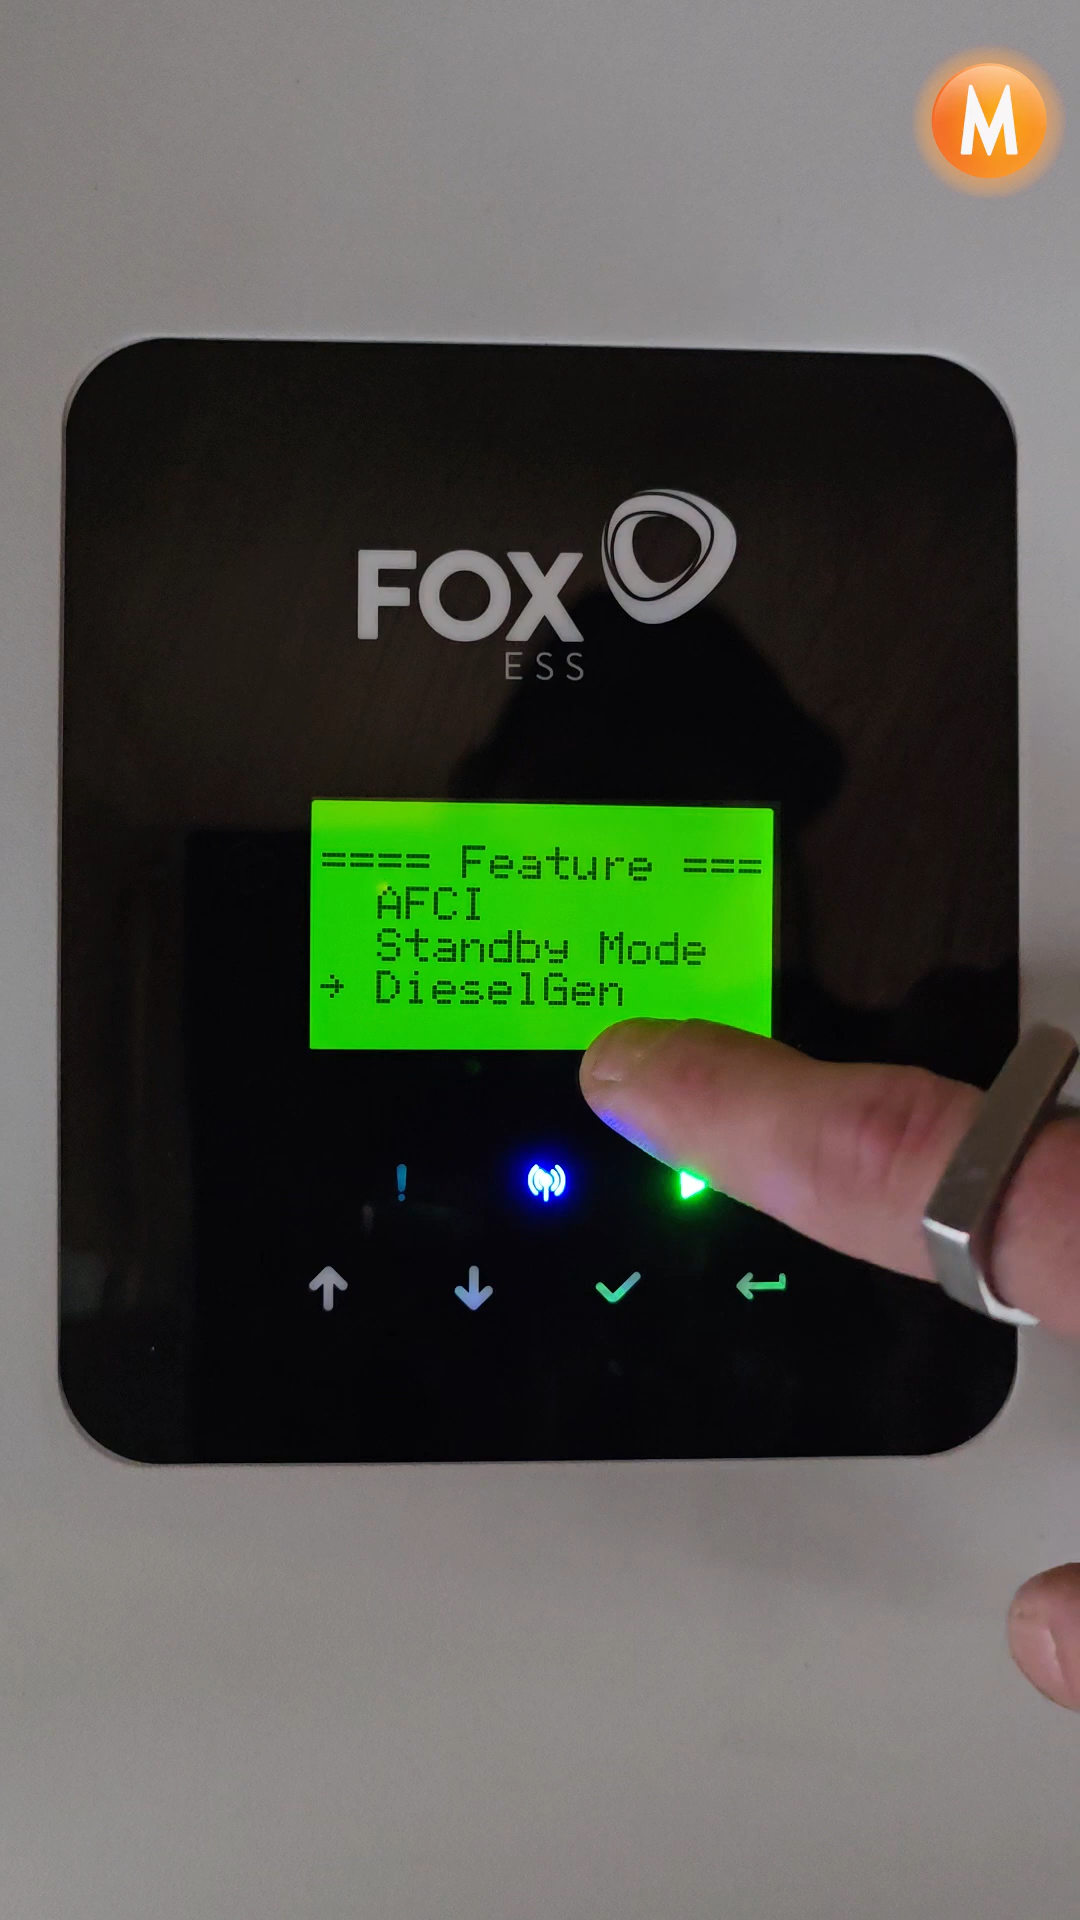 M
FOX
ESS
==== Feature ===
AFCI
Standby Mode
→ DieselGen